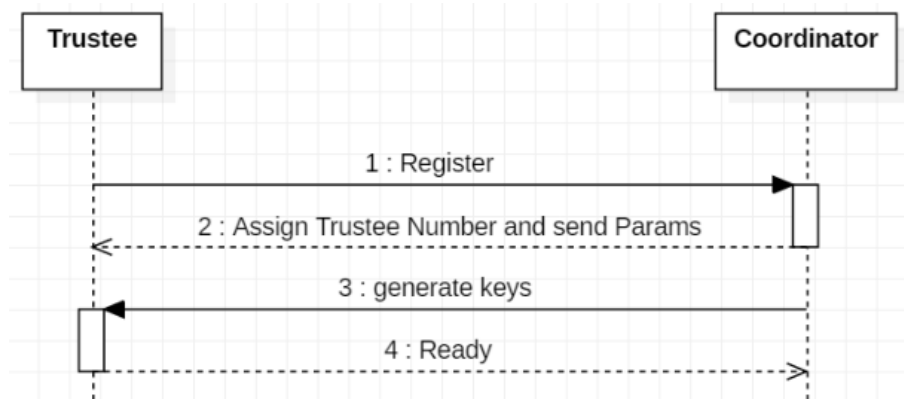 Trustee
Coordinator
1 : Register
2 : Assign Trustee Number and send Params
3 : generate keys
4 : Ready